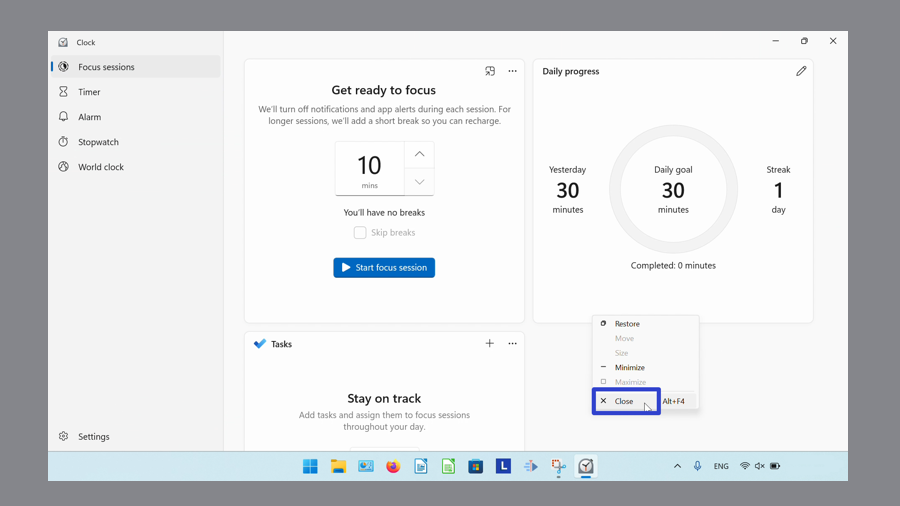 Clock
Focus sessions
Timer
Alarm
Stopwatch
World clock
Settings
Get ready to focus
We'll turn off notifications and app alerts during each session. For
longer sessions, we'll add a short break so you can recharge.
10
mins
You'll have no breaks
Skip breaks
Start focus session
Daily progress
Yesterday
30
minutes
Daily goal
30
minutes
Streak
1
day
Completed: 0 minutes
Tasks
Stay on track
Add tasks and assign them to focus sessions
throughout your day.
Restore
Move
Size
Minimize
Maximize
Close Alt+F4
L
ENG